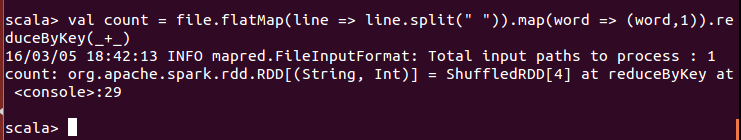 scala> val count = file.flatMap(line => line.split(" ")).map(word => (word,1)).re
duceByKey(_+_)
16/03/05 18:42:13 INFO mapred.FileInputFormat: Total input paths to process : 1
count: org.apache.spark.rdd.RDD[(String, Int)] = ShuffledRDD[4] at reduceByKey at
 <console>:29
scala>